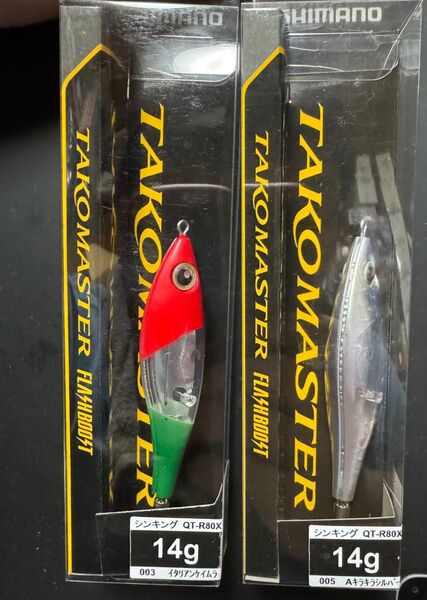 SHIMANO
TAKOMASTER FLASHBOOST
TAKOMASTER
シンキング QT-R80X
14g
003 イタリアンケイムラ
SHIMANO
TAKOMASTER FLASHBOOST
TAKOMASTER
シンキング QT-R80X
14g
005 Aキラキラシルバー